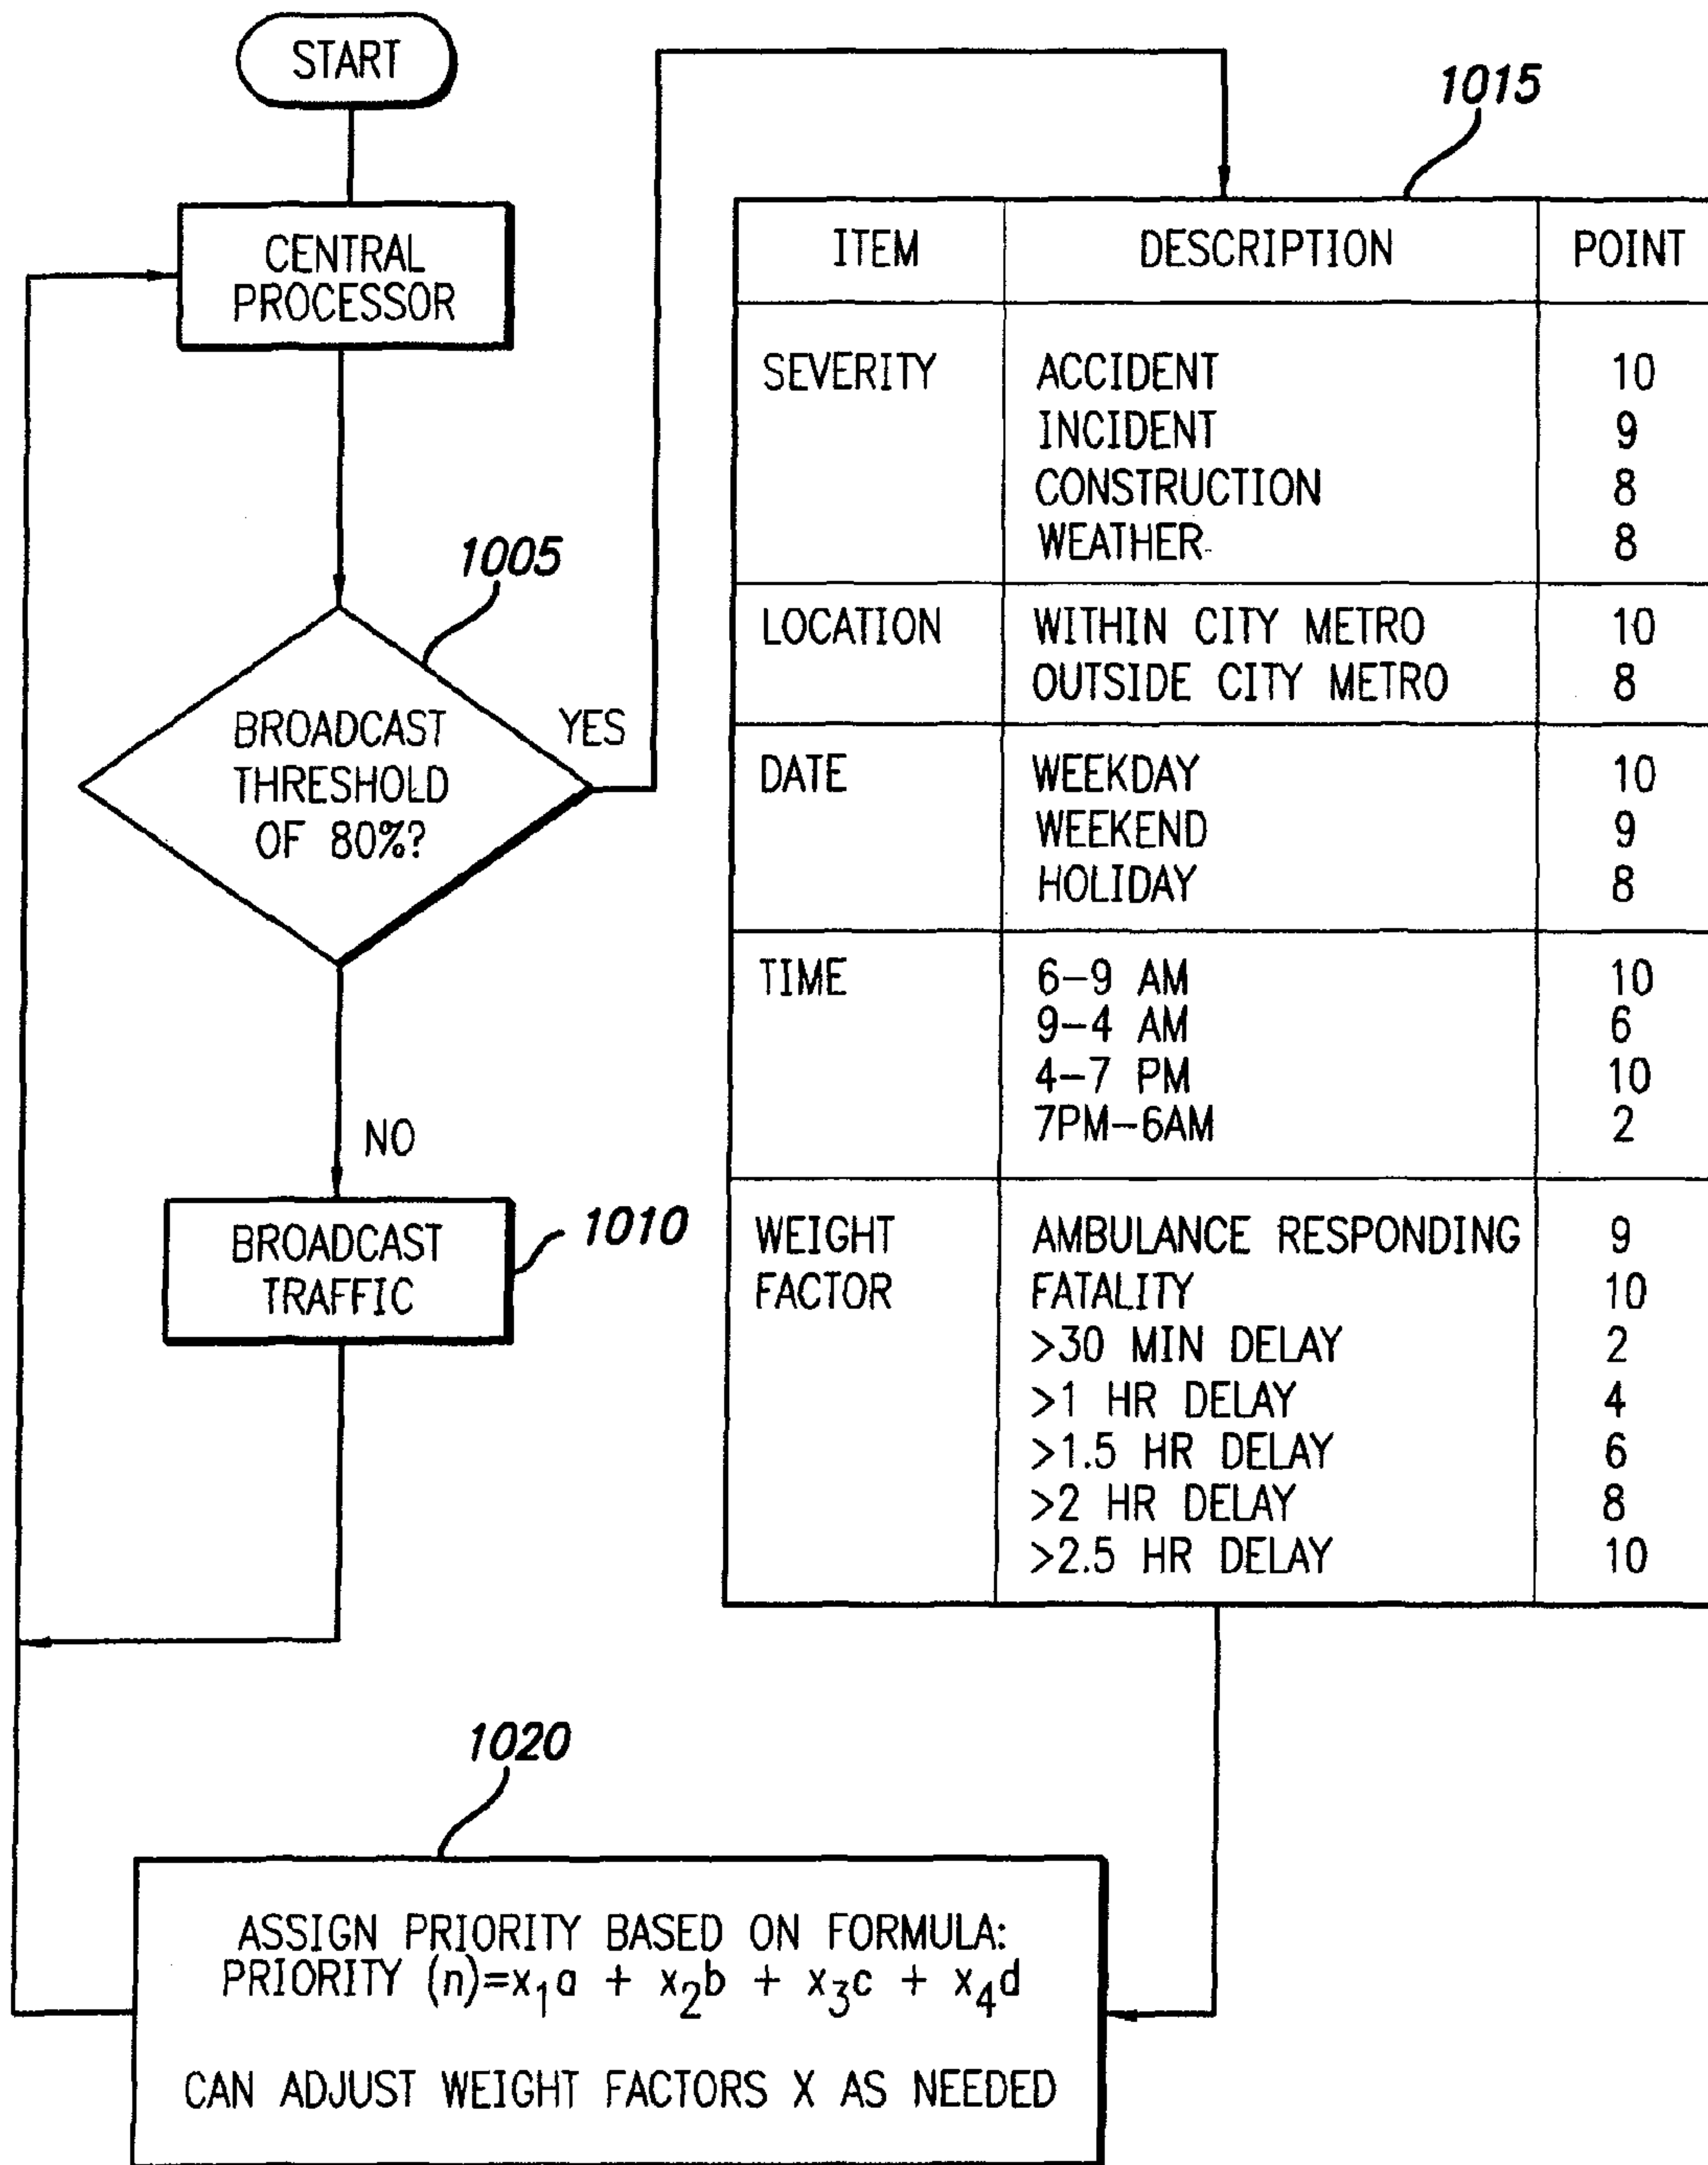 START
CENTRAL
PROCESSOR
1005
BROADCAST
THRESHOLD
OF 80%?
YES
NO
BROADCAST
TRAFFIC
1010
1015
ITEM DESCRIPTION POINT
SEVERITY ACCIDENT 10
INCIDENT 9
CONSTRUCTION 8
WEATHER 8
LOCATION WITHIN CITY METRO 10
OUTSIDE CITY METRO 8
DATE WEEKDAY 10
WEEKEND 9
HOLIDAY 8
TIME 6-9 AM 10
9-4 AM 6
4-7 PM 10
7PM-6AM 2
WEIGHT AMBULANCE RESPONDING 9
FACTOR FATALITY 10
>30 MIN DELAY 2
>1 HR DELAY 4
>1.5 HR DELAY 6
>2 HR DELAY 8
>2.5 HR DELAY 10
1020
ASSIGN PRIORITY BASED ON FORMULA:
PRIORITY (n)=x₁a + x₂b + x₃c + x₄d
CAN ADJUST WEIGHT FACTORS X AS NEEDED